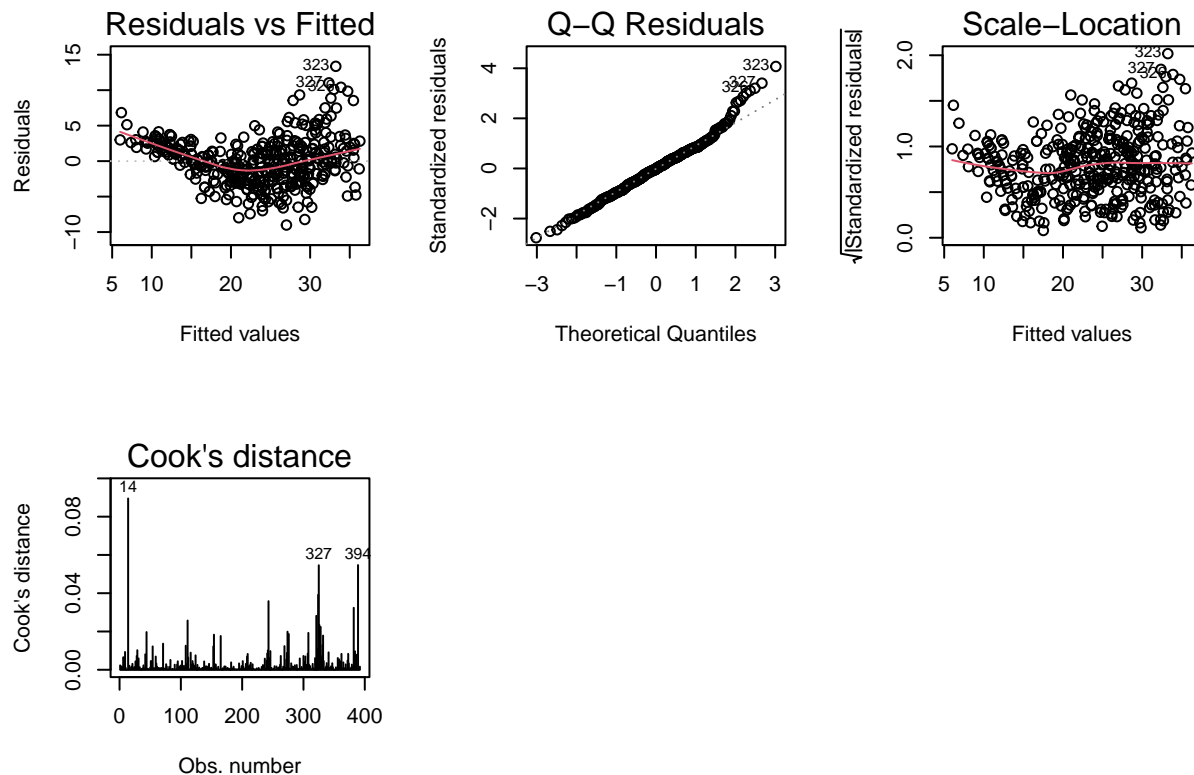 Residuals vs Fitted
Residuals
15
5
0
−10
323
327
5 10 20 30
Fitted values
Q−Q Residuals
Standardized residuals
4
2
0
−2
323
327
−3 −2 −1 0 1 2 3
Theoretical Quantiles
Scale−Location
√|Standardized residuals|
2.0
1.0
0.0
323
327
5 10 20 30
Fitted values
Cook's distance
Cook's distance
0.08
0.04
0.00
14
327
394
0 100 200 300 400
Obs. number